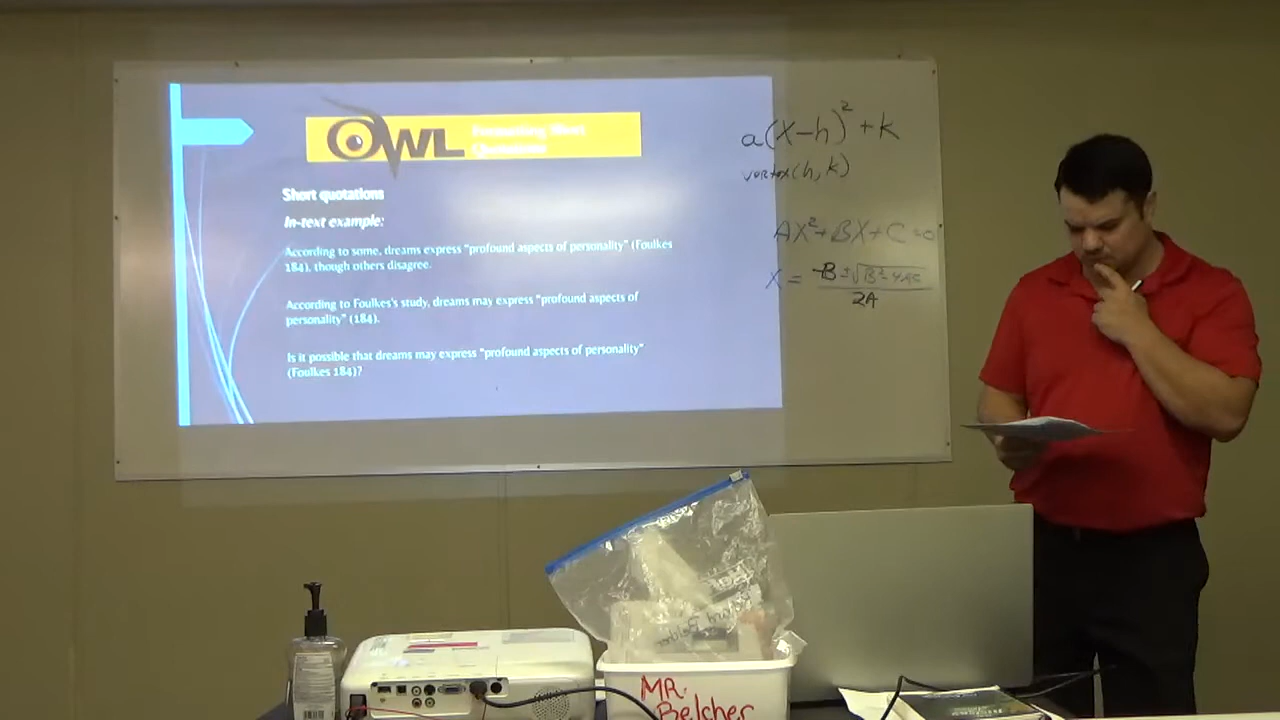 OWL
Short quotations
In-text example:
According to some, dreams express "profound aspects of personality" (Foulkes
184), though others disagree.
According to Foulkes's study, dreams may express "profound aspects of
personality" (184).
Is it possible that dreams may express "profound aspects of personality"
(Foulkes 184)?
a(x-h)²+k
vertex(h,k)
AX²+BX+C=0
X = -B±√B²-4AC
2A
MR.
Belcher